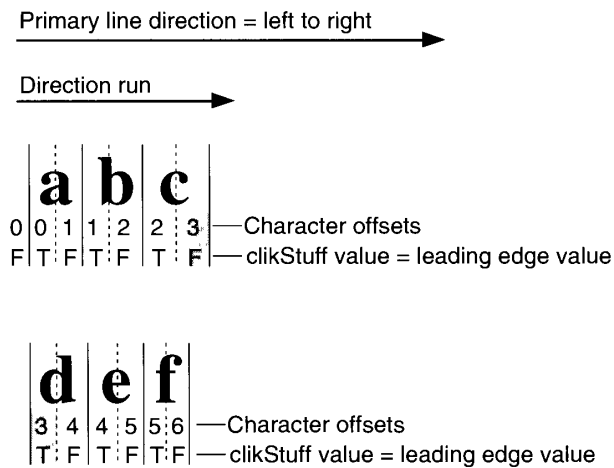 Primary line direction = left to right
Direction run
a b c
0 0 1 1 2 2 3 Character offsets
F T F T F T F clikStuff value = leading edge value
d e f
3 4 4 5 5 6 Character offsets
T F T F T F clikStuff value = leading edge value